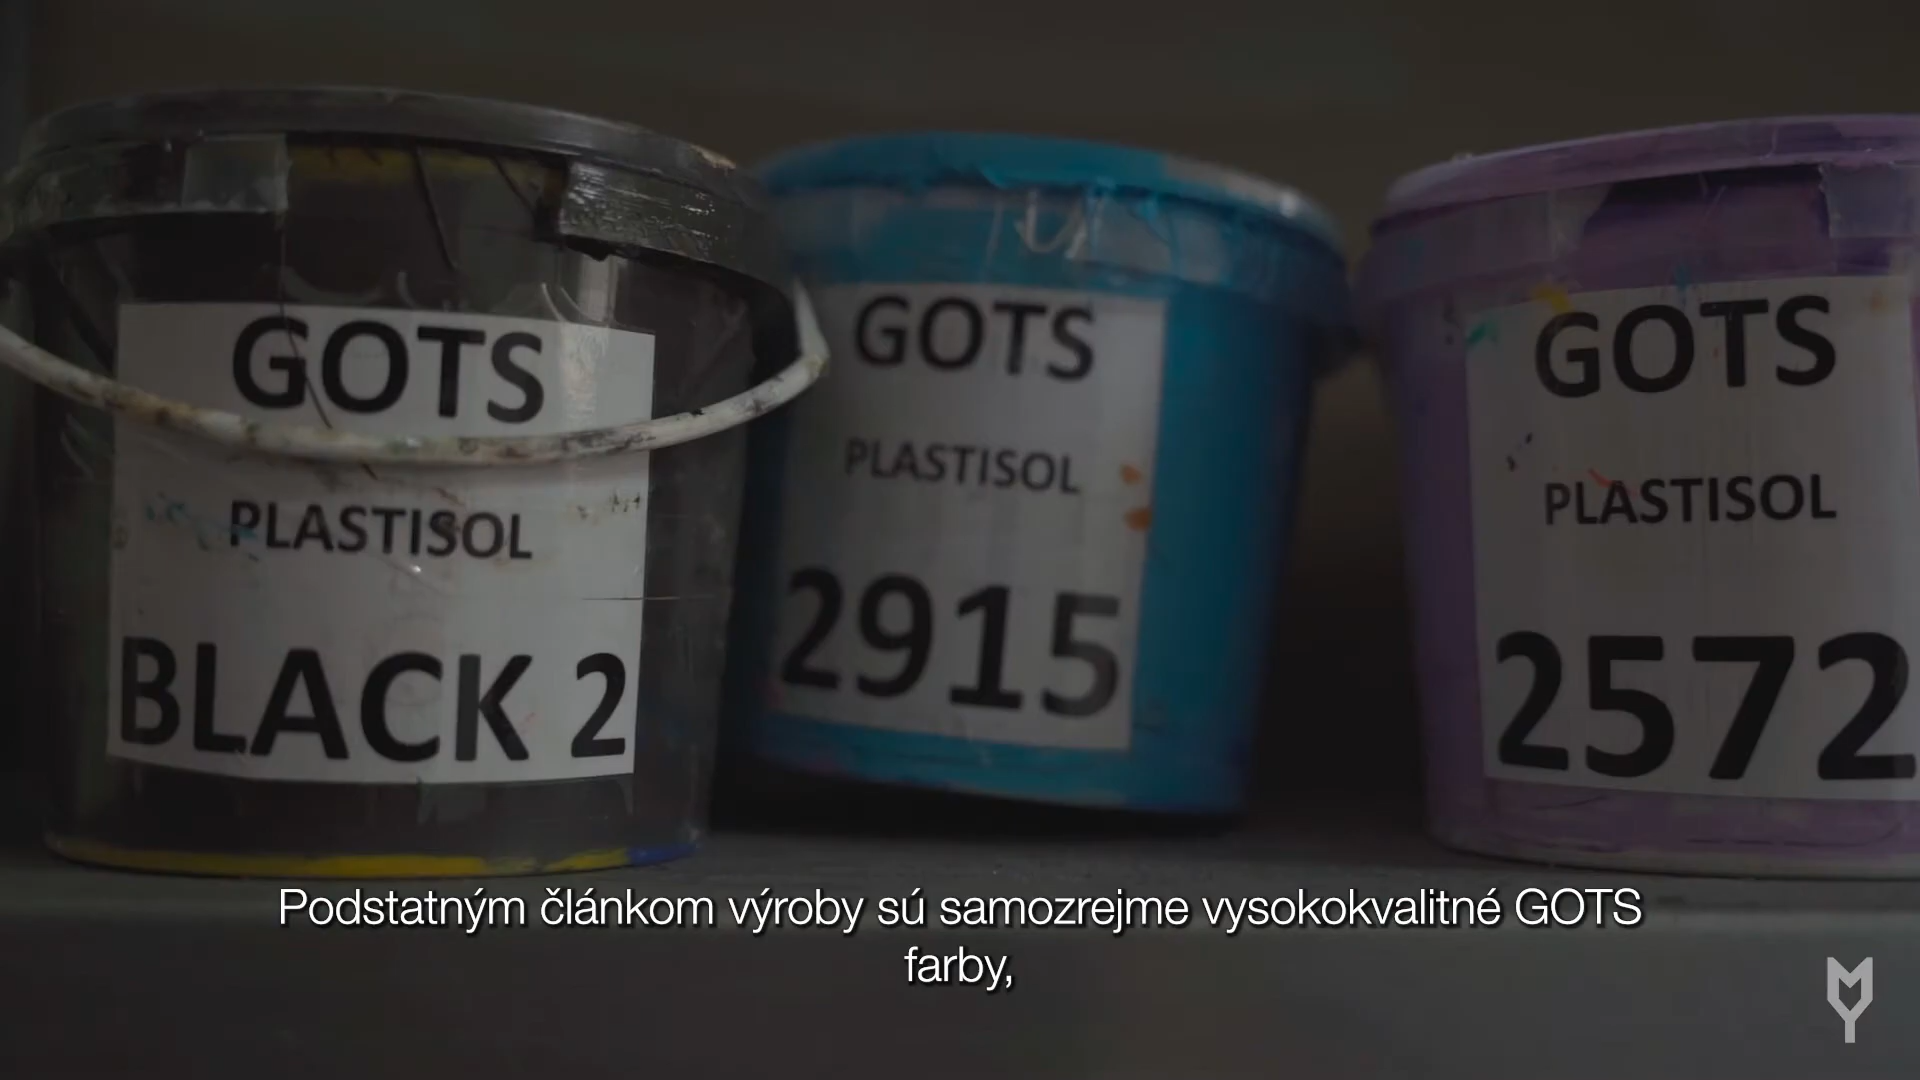 GOTS
PLASTISOL
BLACK 2
GOTS
PLASTISOL
2915
GOTS
PLASTISOL
2572
Podstatným článkom výroby sú samozrejme vysokokvalitné GOTS
farby,